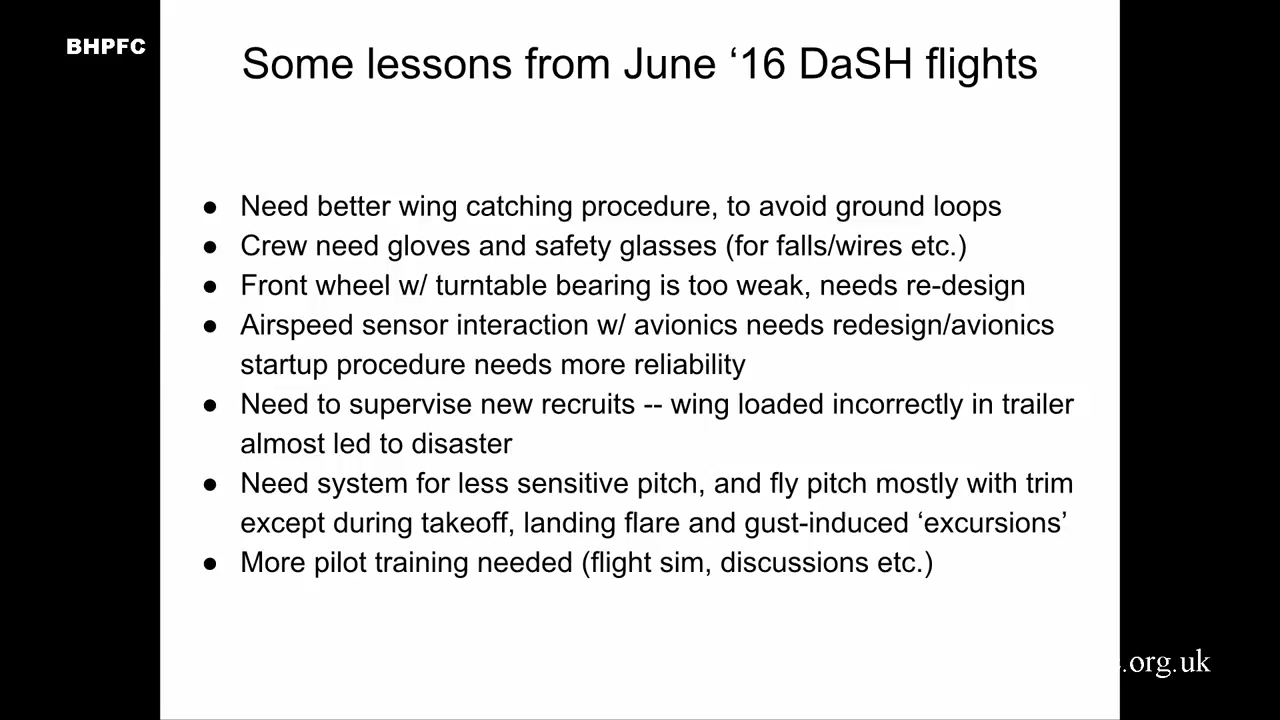 BHPFC
Some lessons from June ‘16 DaSH flights
● Need better wing catching procedure, to avoid ground loops
● Crew need gloves and safety glasses (for falls/wires etc.)
● Front wheel w/ turntable bearing is too weak, needs re-design
● Airspeed sensor interaction w/ avionics needs redesign/avionics
startup procedure needs more reliability
● Need to supervise new recruits -- wing loaded incorrectly in trailer
almost led to disaster
● Need system for less sensitive pitch, and fly pitch mostly with trim
except during takeoff, landing flare and gust-induced ‘excursions’
● More pilot training needed (flight sim, discussions etc.)
.org.uk